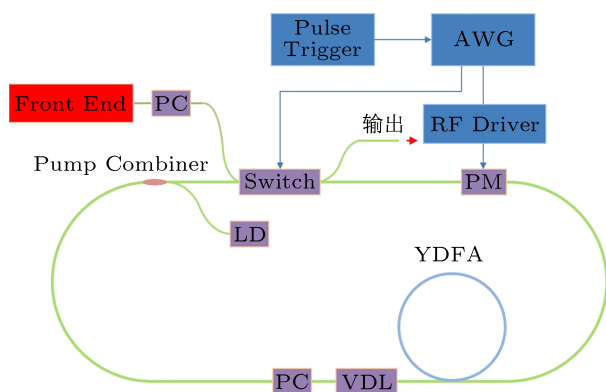 Pulse
Trigger
AWG
Front End
PC
输出
RF Driver
Pump Combiner
Switch
PM
LD
YDFA
PC
VDL